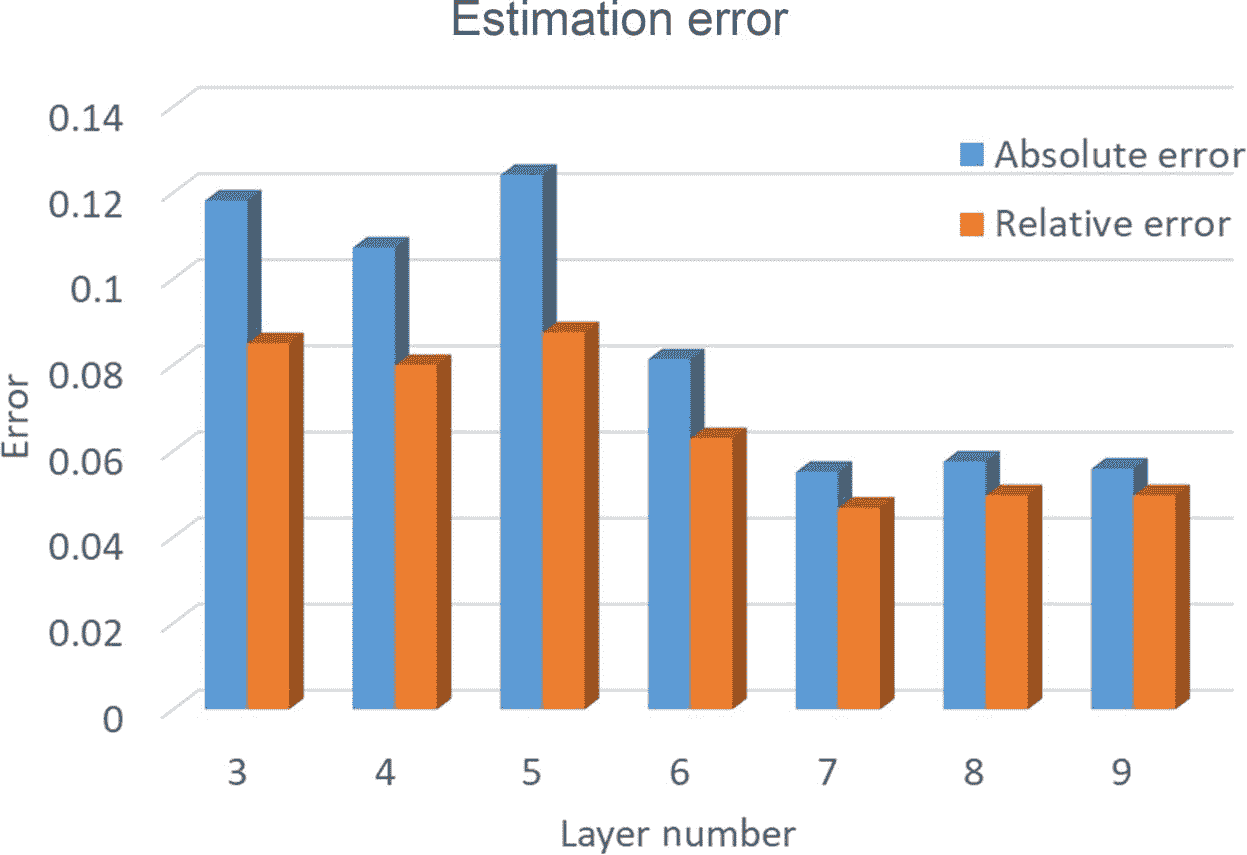 Estimation error
0.14
0.12
0.1
0.08
0.06
0.04
0.02
0
Error
Absolute error
Relative error
3 4 5 6 7 8 9
Layer number